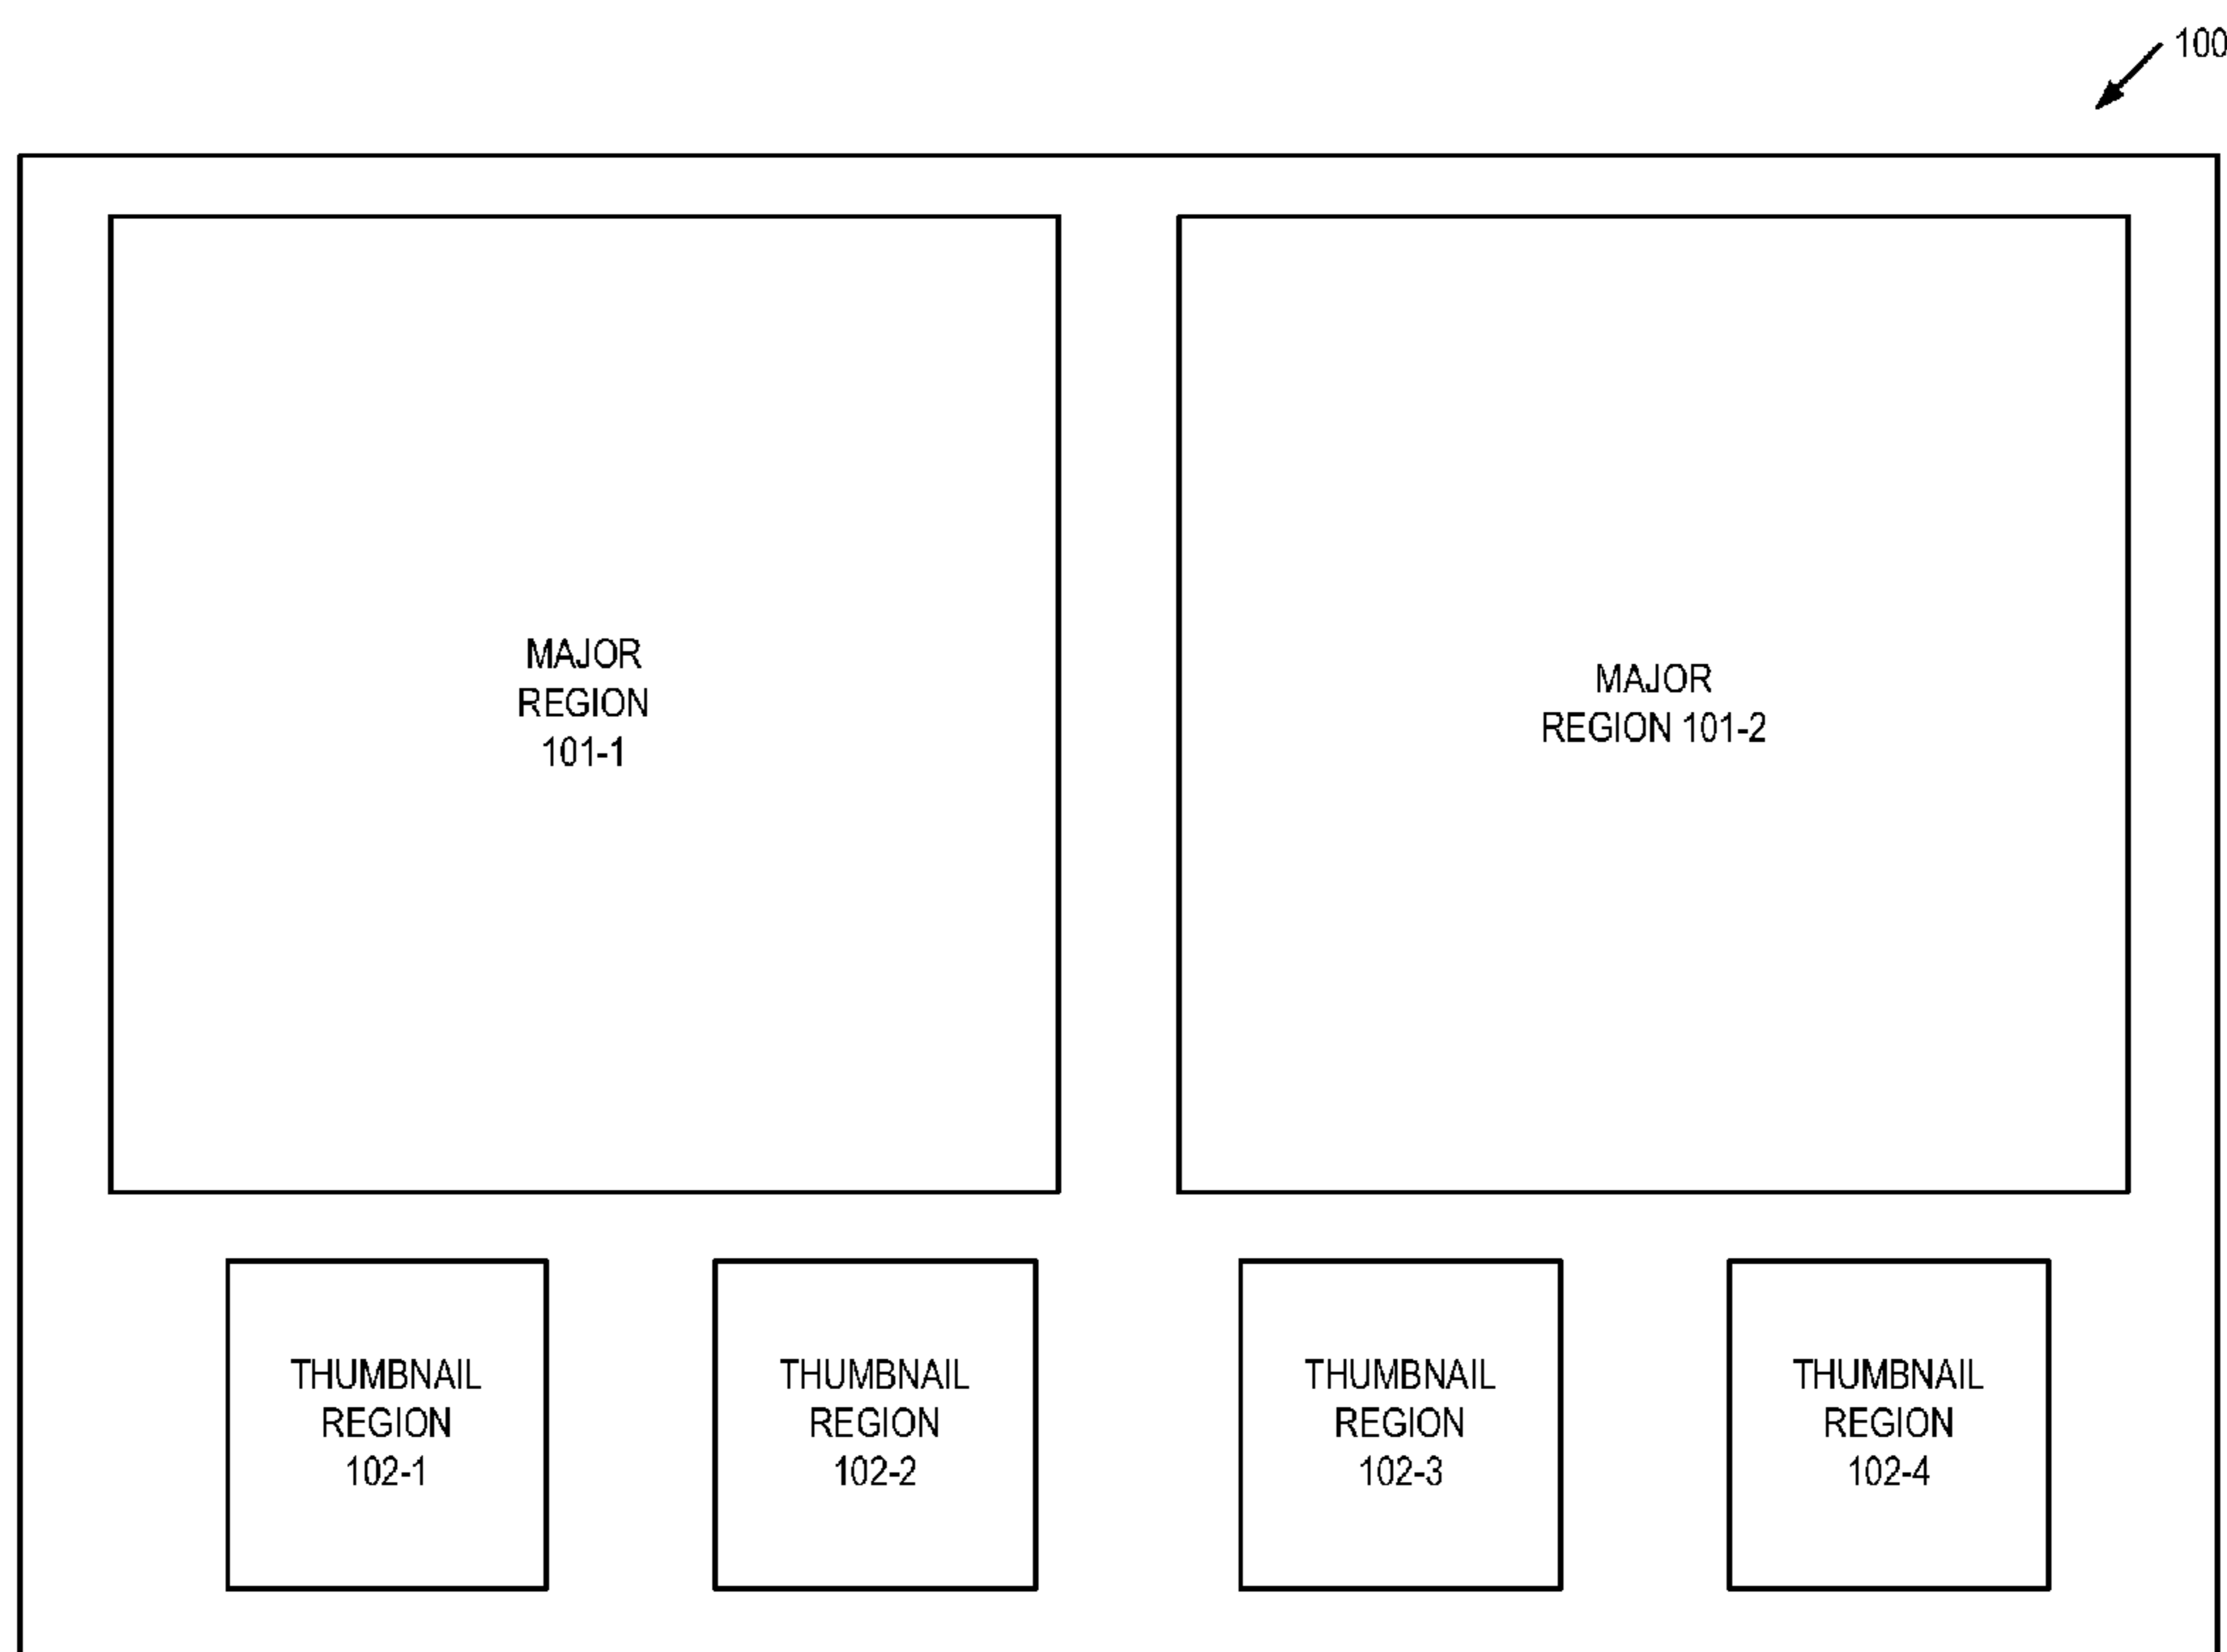 100
MAJOR
REGION
101-1
MAJOR
REGION 101-2
THUMBNAIL
REGION
102-1
THUMBNAIL
REGION
102-2
THUMBNAIL
REGION
102-3
THUMBNAIL
REGION
102-4